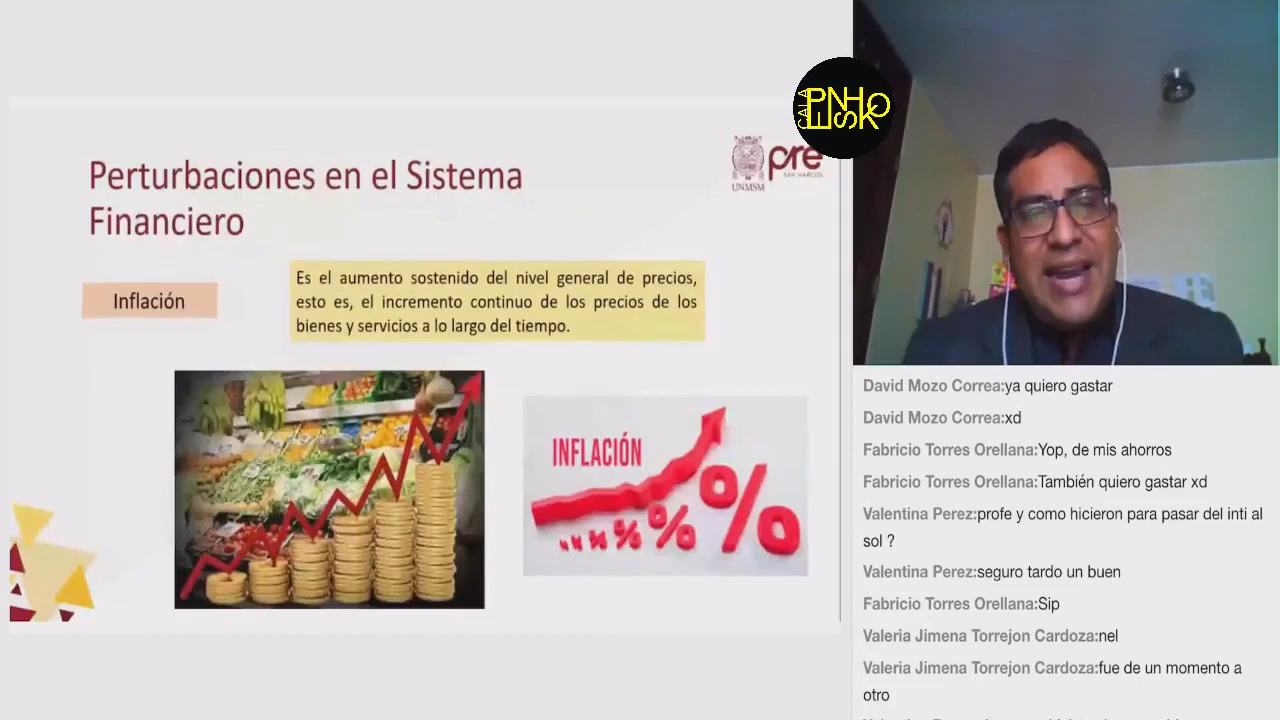 Perturbaciones en el Sistema
Financiero
UNMSM
pre
SAN MARCOS
Inflación
Es el aumento sostenido del nivel general de precios,
esto es, el incremento continuo de los precios de los
bienes y servicios a lo largo del tiempo.
INFLACIÓN
%%%%%%
David Mozo Correa:ya quiero gastar
David Mozo Correa:xd
Fabricio Torres Orellana:Yop, de mis ahorros
Fabricio Torres Orellana:También quiero gastar xd
Valentina Perez:profe y como hicieron para pasar del inti al
sol ?
Valentina Perez:seguro tardo un buen
Fabricio Torres Orellana:Sip
Valeria Jimena Torrejon Cardoza:nel
Valeria Jimena Torrejon Cardoza:fue de un momento a
otro